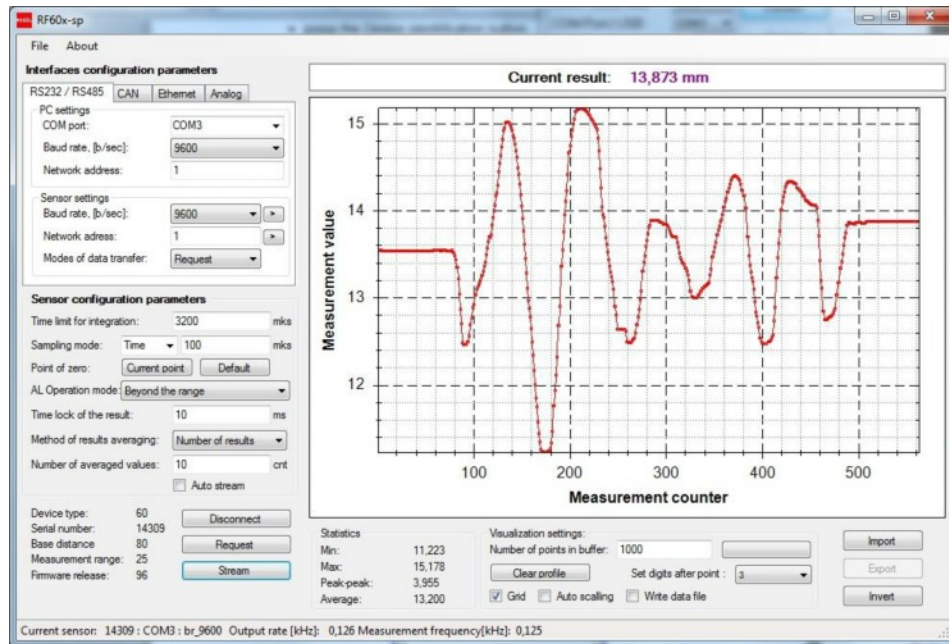 RF60x-sp
File About
Interfaces configuration parameters
RS232 / RS485 CAN Ethernet Analog
PC settings
COM port: COM3
Baud rate, [b/sec]: 9600
Network address: 1
Sensor settings
Baud rate, [b/sec]: 9600 >
Network adress: 1 >
Modes of data transfer: Request
Sensor configuration parameters
Time limit for integration: 3200 mks
Sampling mode: Time 100 mks
Point of zero: Current point Default
AL Operation mode: Beyond the range
Time lock of the result: 10 ms
Method of results averaging: Number of results
Number of averaged values: 10 cnt
Auto stream
Device type: 60
Serial number: 14309
Base distance 80
Measurement range: 25
Firmware release: 96
Disconnect
Request
Stream
Current result: 13,873 mm
Measurement value
15
14
13
12
100 200 300 400 500
Measurement counter
Statistics
Min: 11,223
Max: 15,178
Peak-peak: 3,955
Average: 13,200
Visualization settings:
Number of points in buffer: 1000
Clear profile Set digits after point : 3
Grid Auto scalling Write data file
Import
Export
Invert
Current sensor: 14309 : COM3 : br_9600 Output rate [kHz]: 0,126 Measurement frequency[kHz]: 0,125